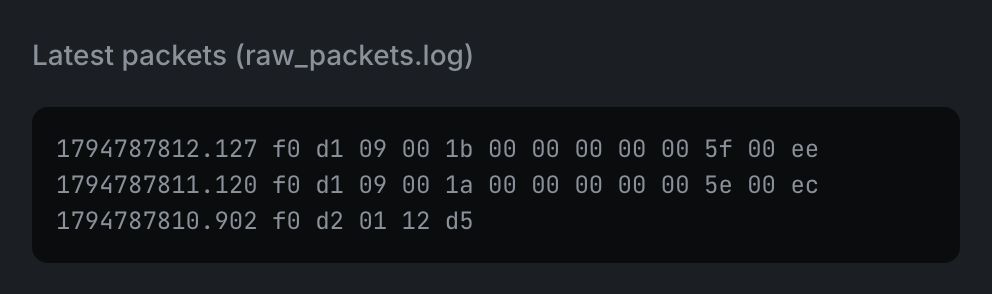 Latest packets (raw_packets.log)
1794787812.127 f0 d1 09 00 1b 00 00 00 00 00 5f 00 ee
1794787811.120 f0 d1 09 00 1a 00 00 00 00 00 5e 00 ec
1794787810.902 f0 d2 01 12 d5